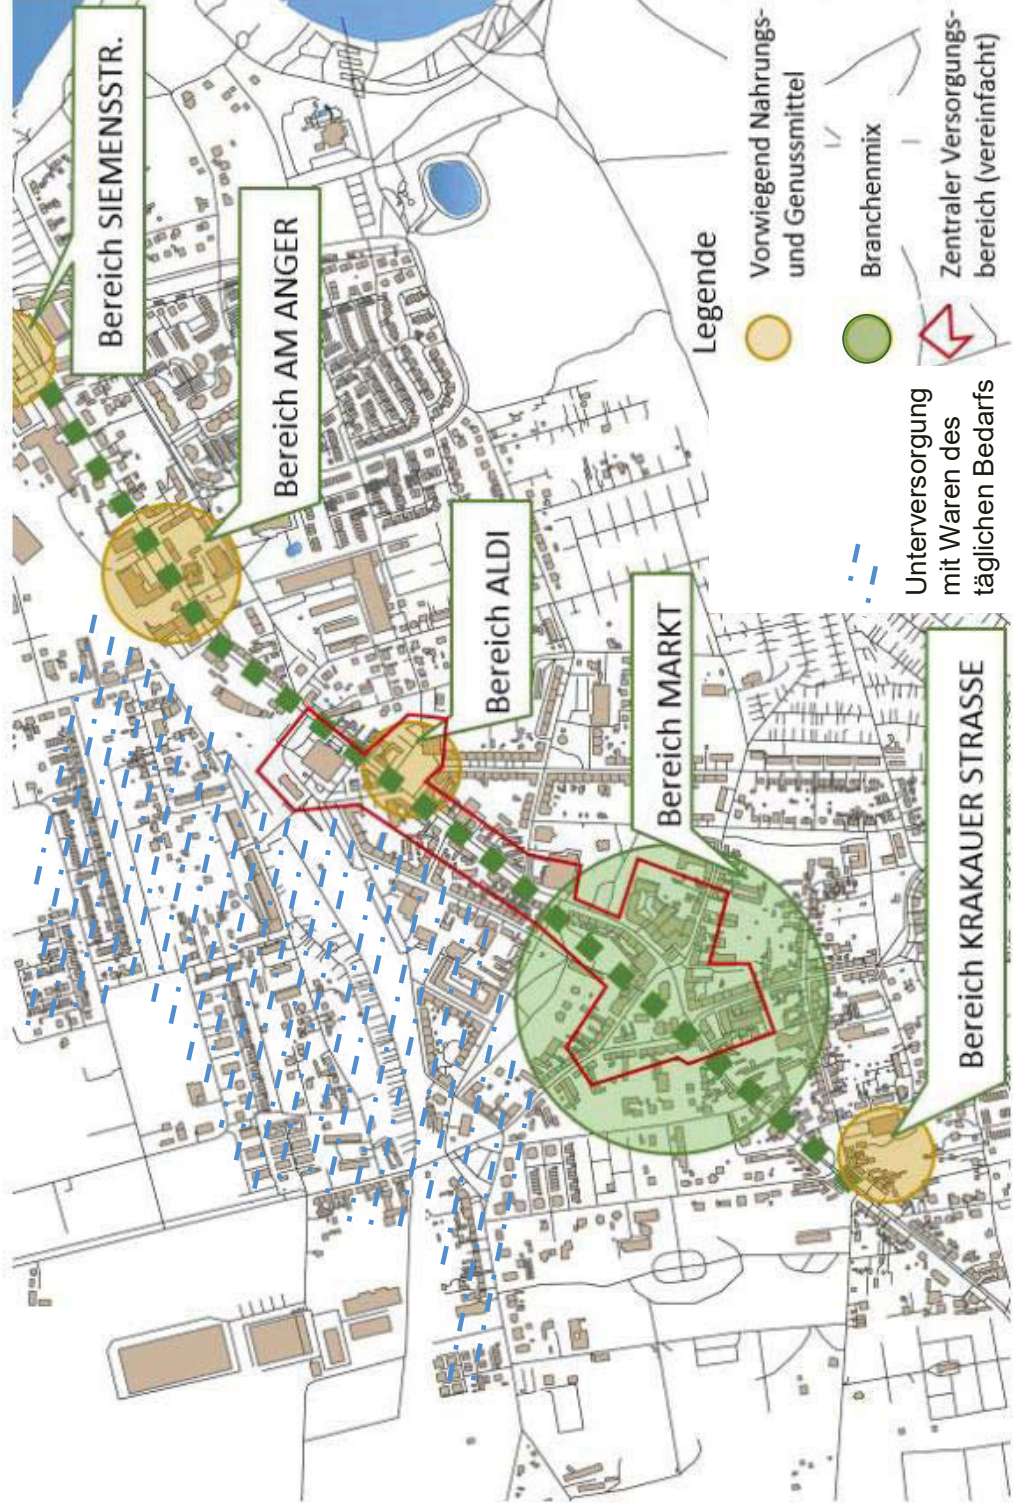 Bereich SIEMENSSTR.
Bereich AM ANGER
Bereich ALDI
Bereich MARKT
Bereich KRAKAUER STRASSE
Legende
Vorwiegend Nahrungs-
und Genussmittel
Branchenmix
Zentraler Versorgungs-
bereich (vereinfacht)
Unterversorgung
mit Waren des
täglichen Bedarfs